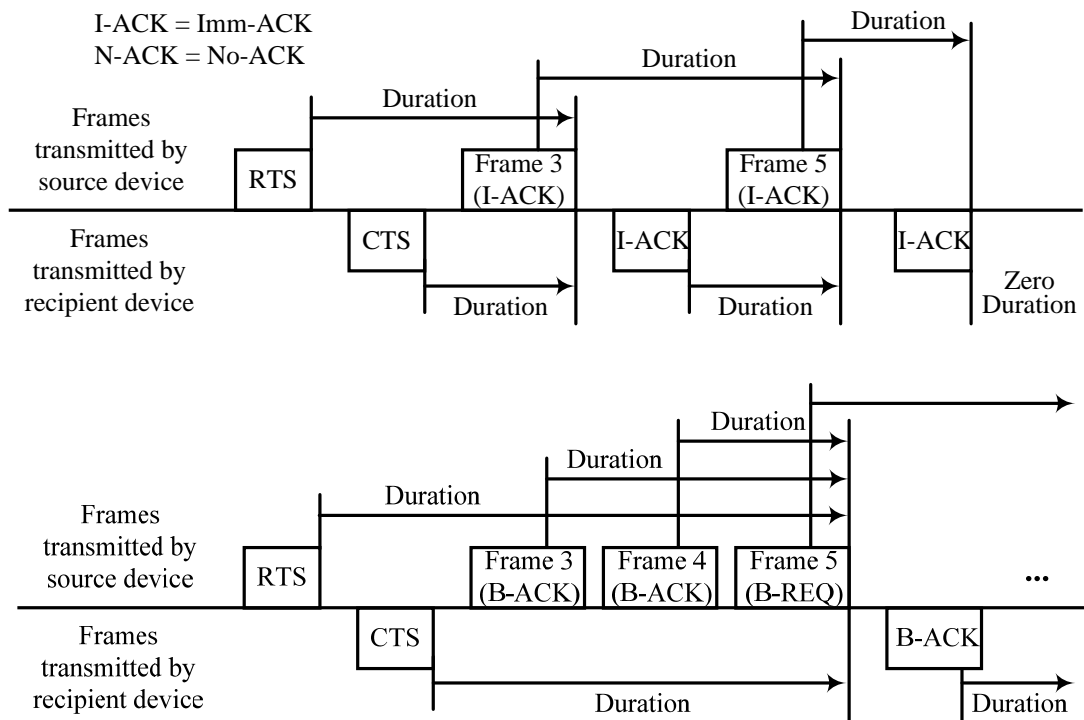 I-ACK = Imm-ACK
N-ACK = No-ACK
Duration
Duration
Duration
Frames
transmitted by
source device
RTS
Frame 3
(I-ACK)
Frame 5
(I-ACK)
Frames
transmitted by
recipient device
CTS
I-ACK
I-ACK
Duration
Duration
Zero
Duration
Duration
Duration
Duration
Frames
transmitted by
source device
RTS
Frame 3
(B-ACK)
Frame 4
(B-ACK)
Frame 5
(B-REQ)
...
Frames
transmitted by
recipient device
CTS
B-ACK
Duration
Duration